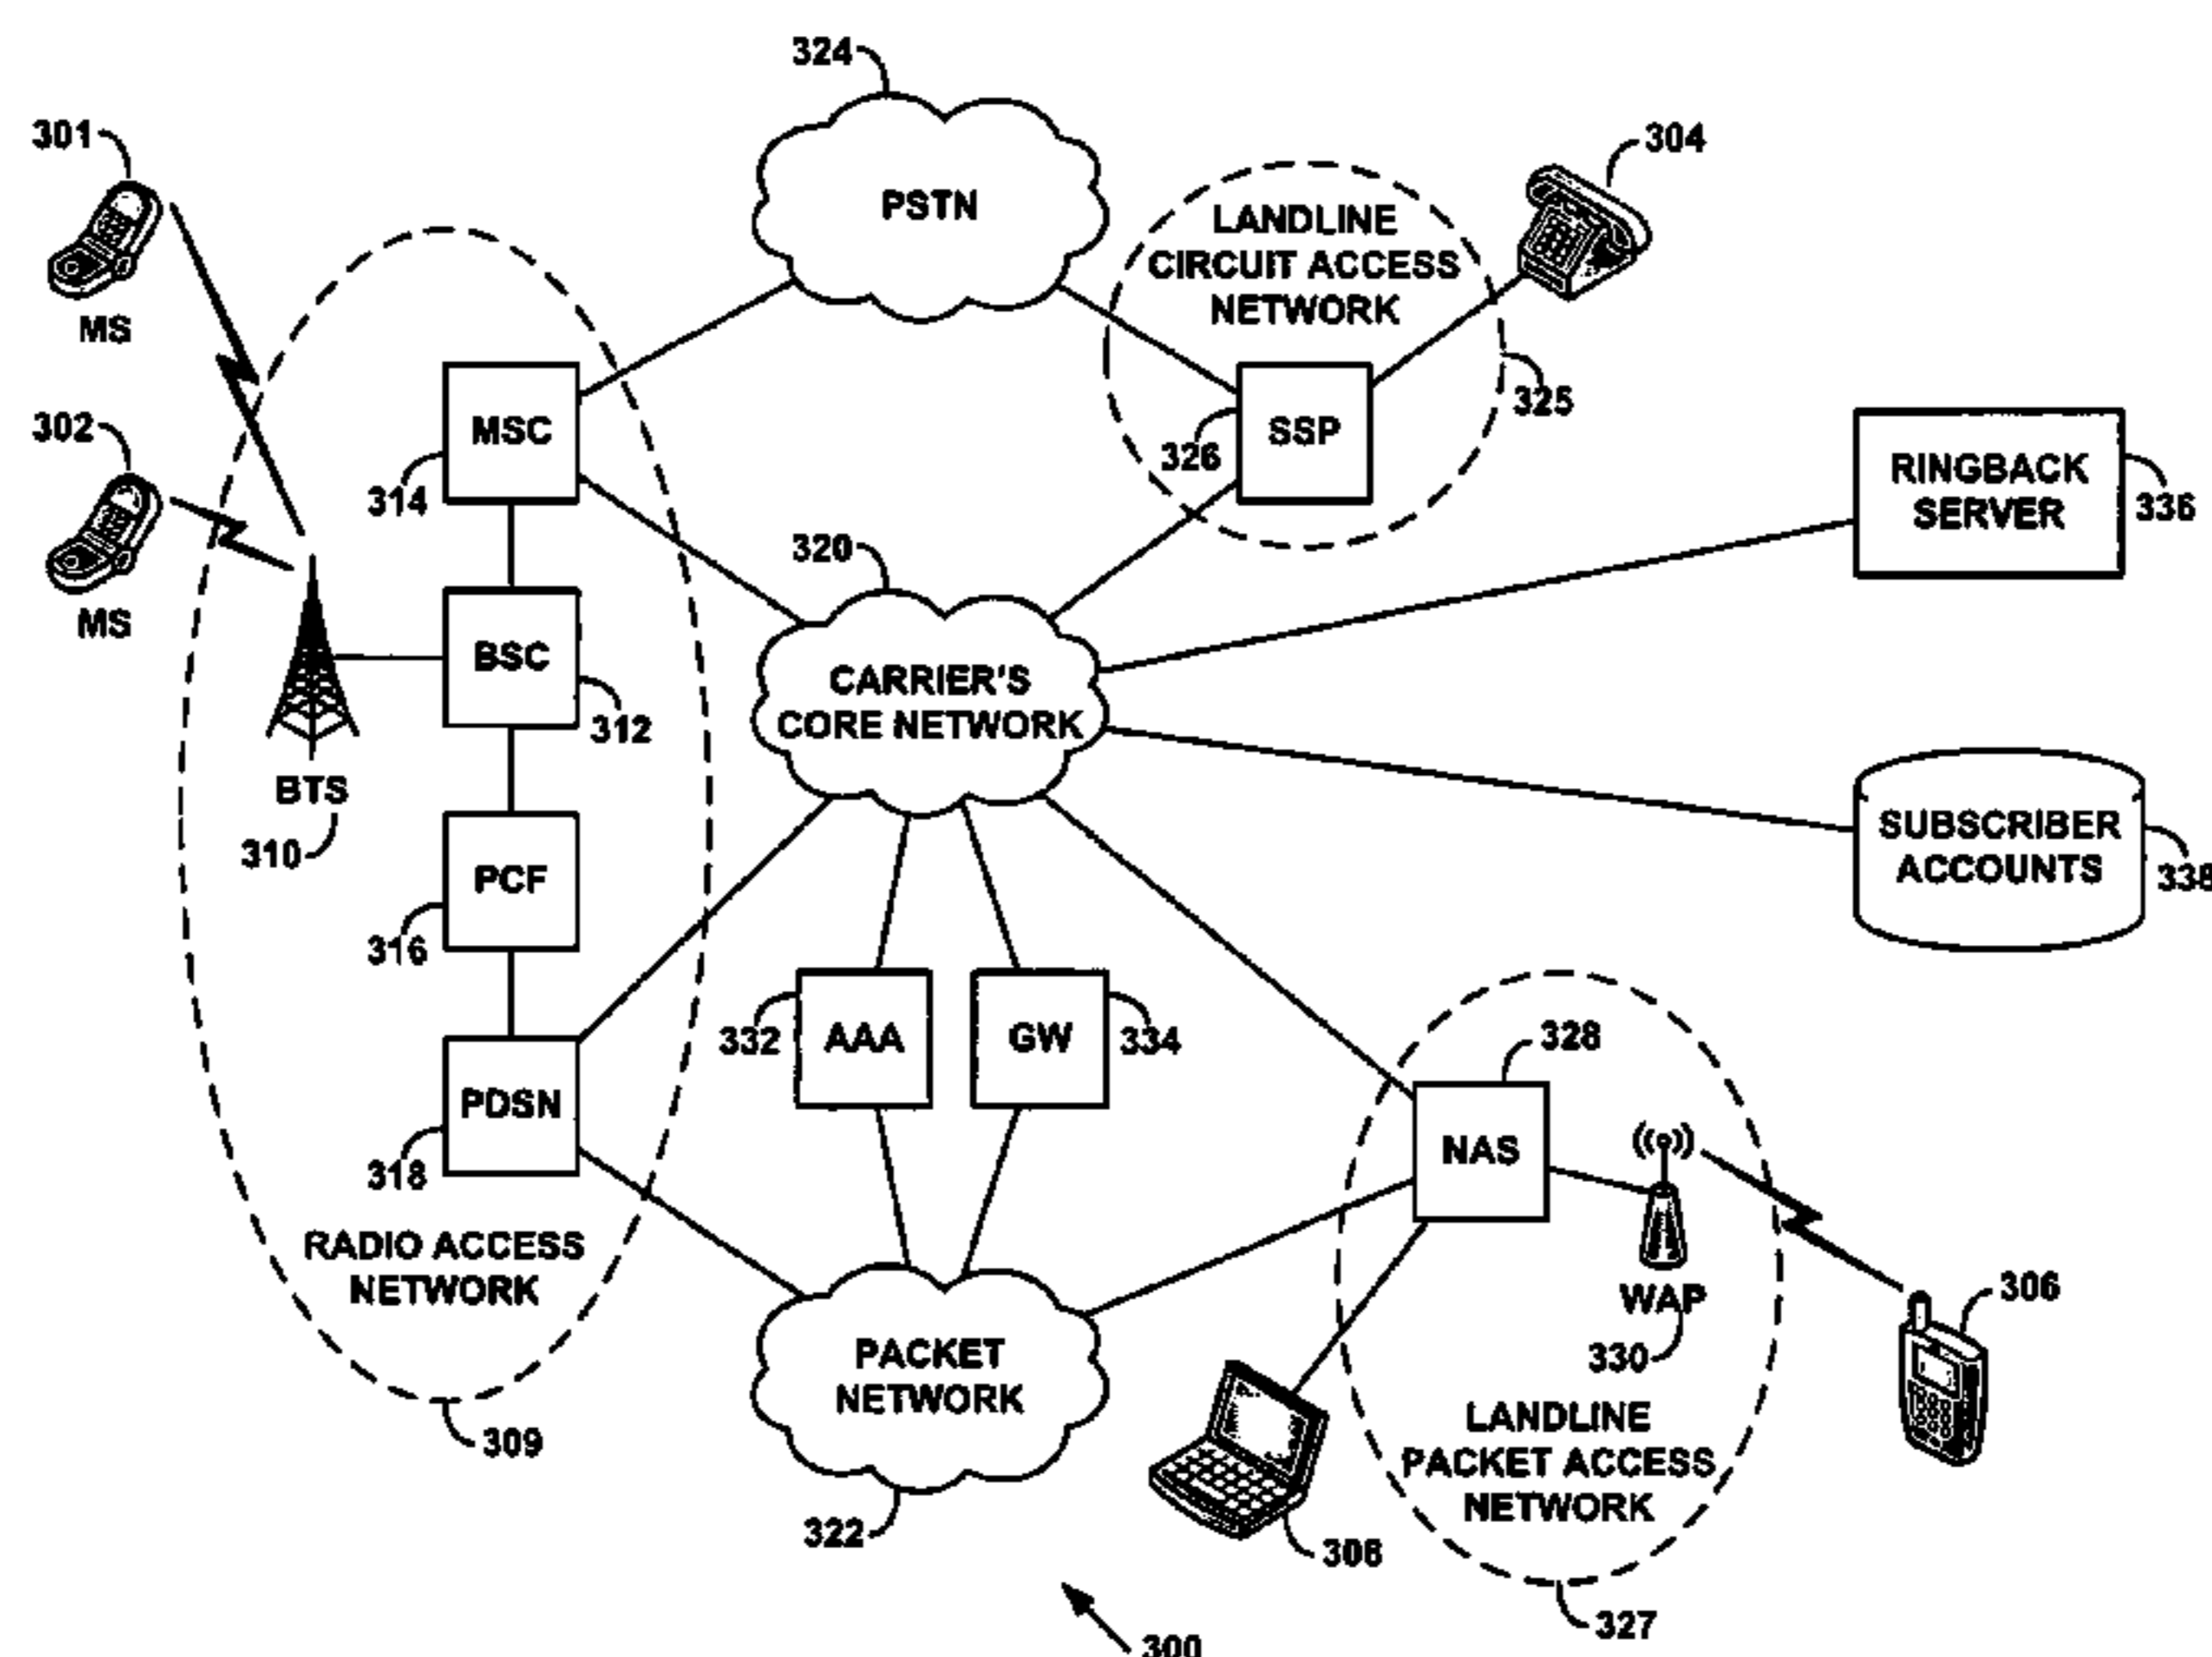 324
301
304
PSTN
LANDLINE
CIRCUIT ACCESS
NETWORK
MS
325
302
MSC
SSP
326
314
RINGBACK
SERVER
336
320
MS
BSC
CARRIER'S
CORE NETWORK
312
BTS
310
SUBSCRIBER
ACCOUNTS
338
PCF
316
332
AAA
GW
334
328
PDSN
NAS
318
RADIO ACCESS
NETWORK
WAP
306
330
PACKET
NETWORK
LANDLINE
PACKET ACCESS
NETWORK
309
322
308
327
300